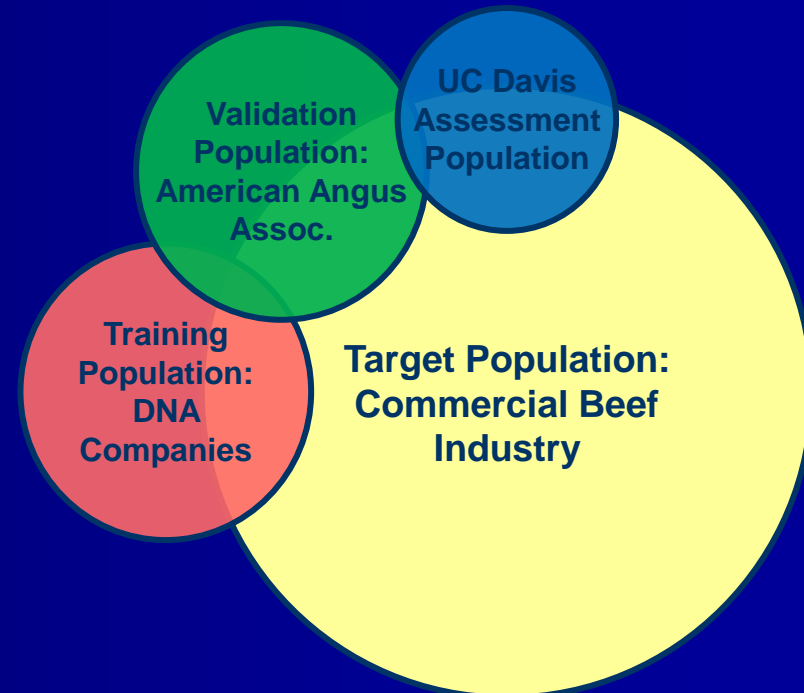 UC Davis
Assessment
Population
Validation
Population:
American Angus
Assoc.
Training
Population:
DNA
Companies
Target Population:
Commercial Beef
Industry